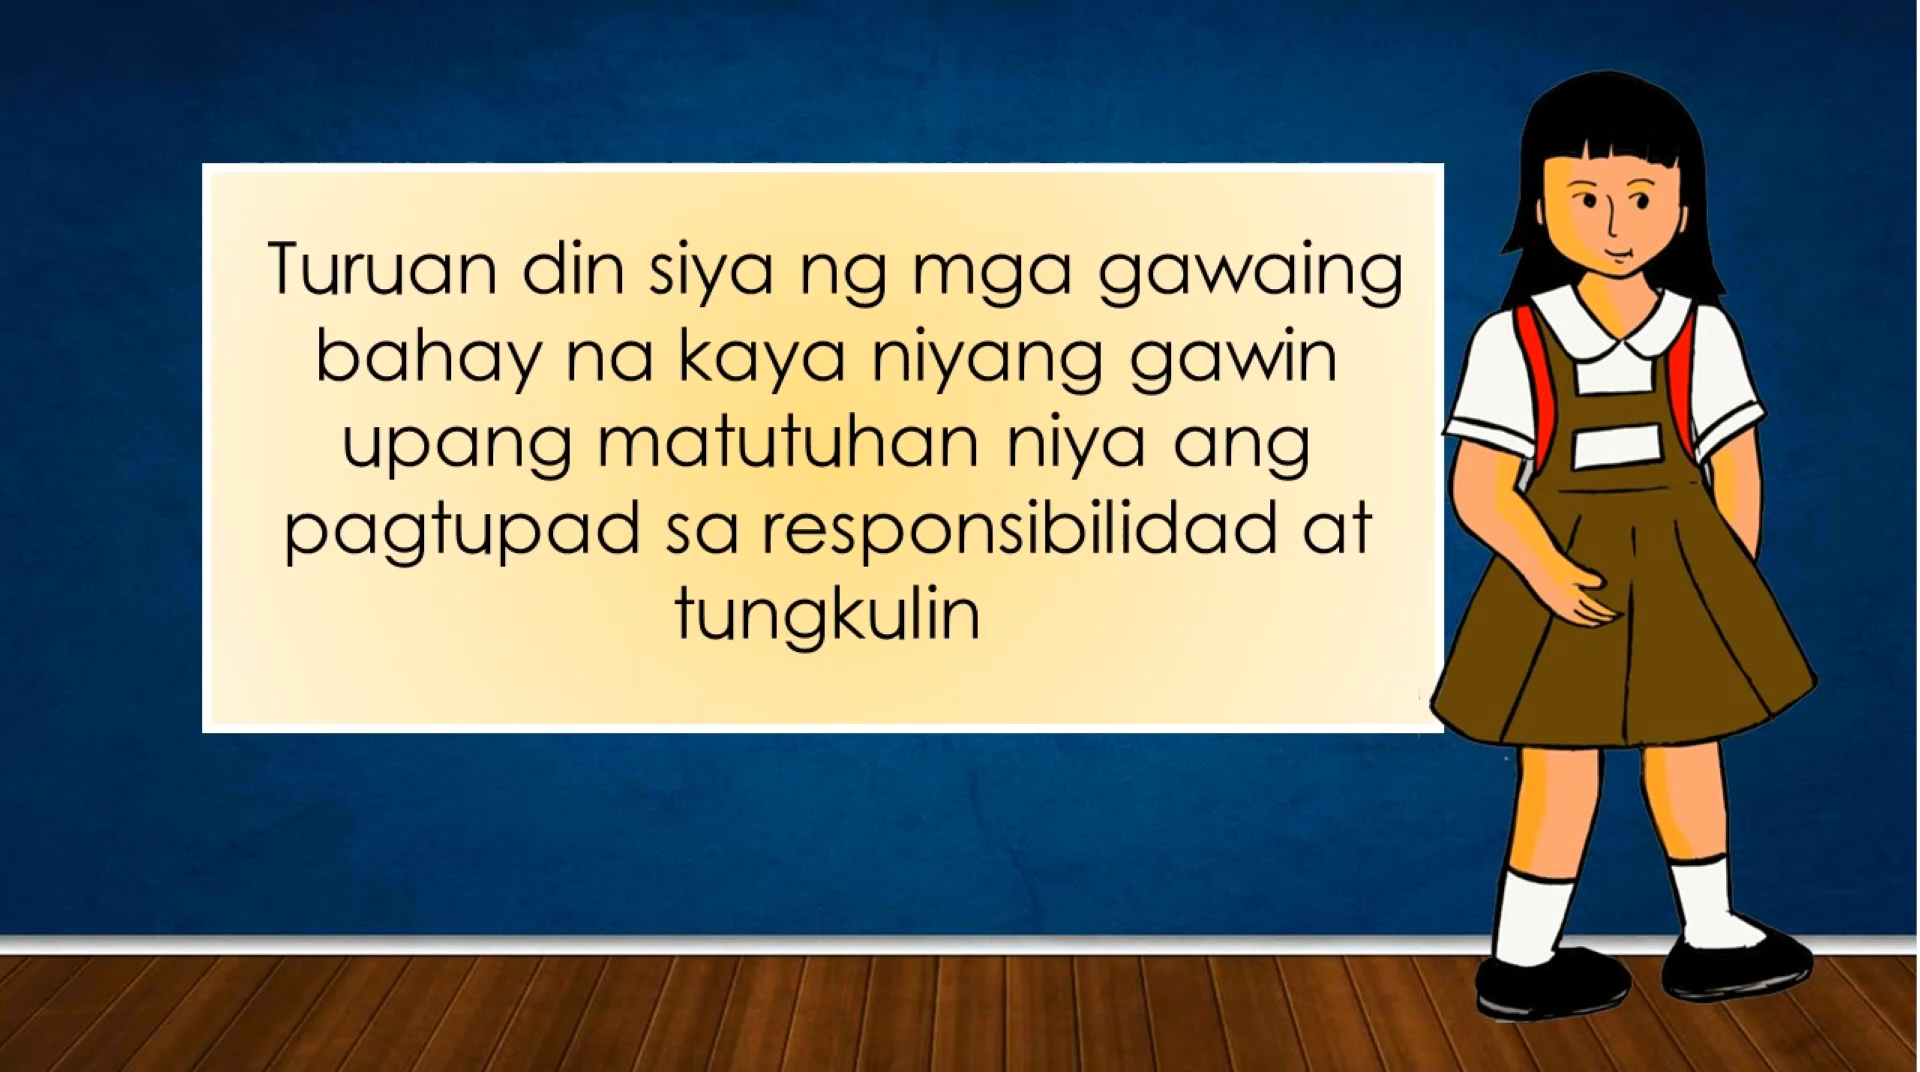 Turuan din siya ng mga gawaing
bahay na kaya niyang gawin
upang matutuhan niya ang
pagtupad sa responsibilidad at
tungkulin